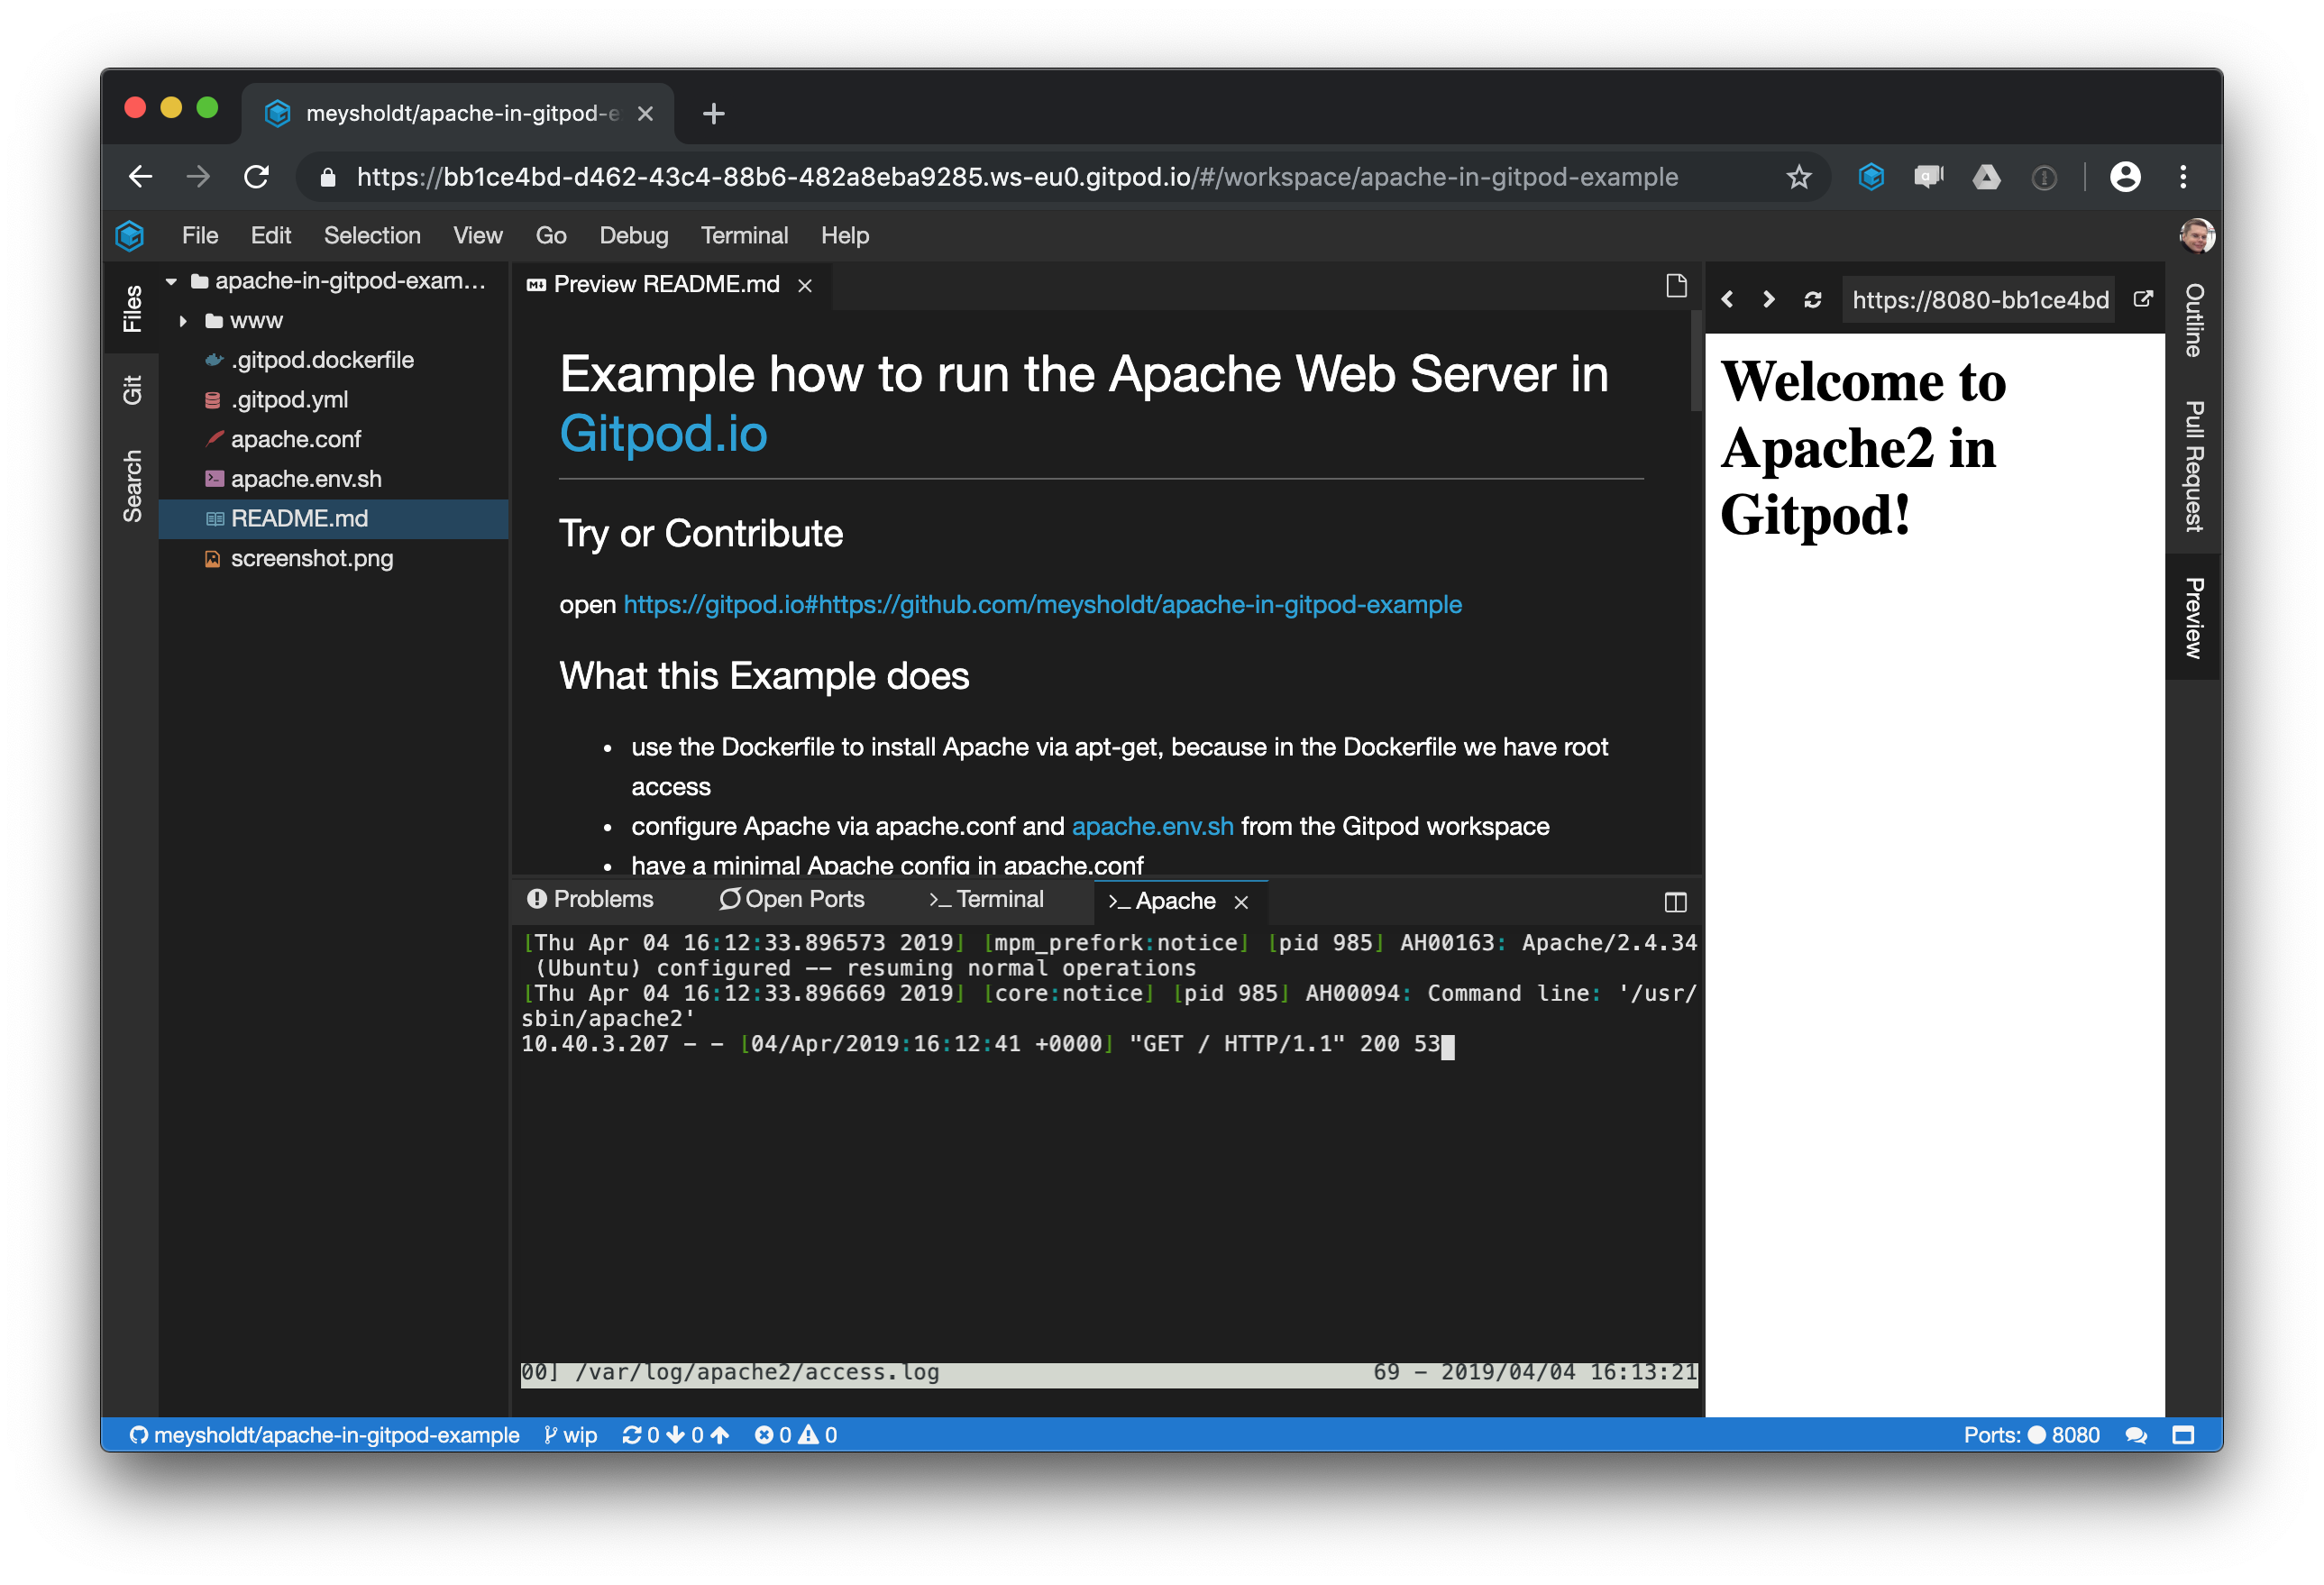 meysholdt/apache-in-gitpod-e
https://bb1ce4bd-d462-43c4-88b6-482a8eba9285.ws-eu0.gitpod.io/#/workspace/apache-in-gitpod-example
File Edit Selection View Go Debug Terminal Help
Files
Git
Search
apache-in-gitpod-exam...
www
.gitpod.dockerfile
.gitpod.yml
apache.conf
apache.env.sh
README.md
screenshot.png
Preview README.md
Example how to run the Apache Web Server in
Gitpod.io
Try or Contribute
open https://gitpod.io#https://github.com/meysholdt/apache-in-gitpod-example
What this Example does
• use the Dockerfile to install Apache via apt-get, because in the Dockerfile we have root
access
• configure Apache via apache.conf and apache.env.sh from the Gitpod workspace
• have a minimal Apache config in apache.conf
Problems Open Ports >_ Terminal >_ Apache
[Thu Apr 04 16:12:33.896573 2019] [mpm_prefork:notice] [pid 985] AH00163: Apache/2.4.34
(Ubuntu) configured -- resuming normal operations
[Thu Apr 04 16:12:33.896669 2019] [core:notice] [pid 985] AH00094: Command line: '/usr/
sbin/apache2'
10.40.3.207 - - [04/Apr/2019:16:12:41 +0000] "GET / HTTP/1.1" 200 53
00] /var/log/apache2/access.log 69 - 2019/04/04 16:13:21
https://8080-bb1ce4bd
Welcome to
Apache2 in
Gitpod!
Outline
Pull Request
Preview
meysholdt/apache-in-gitpod-example wip 0 0 0 0 Ports: 8080